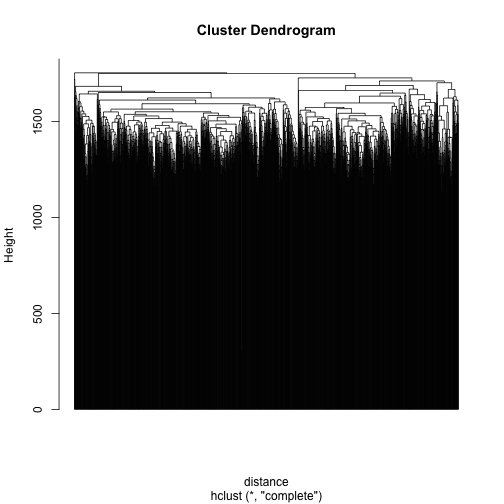 Cluster Dendrogram
Height
1500
1000
500
0
distance
hclust (*, "complete")